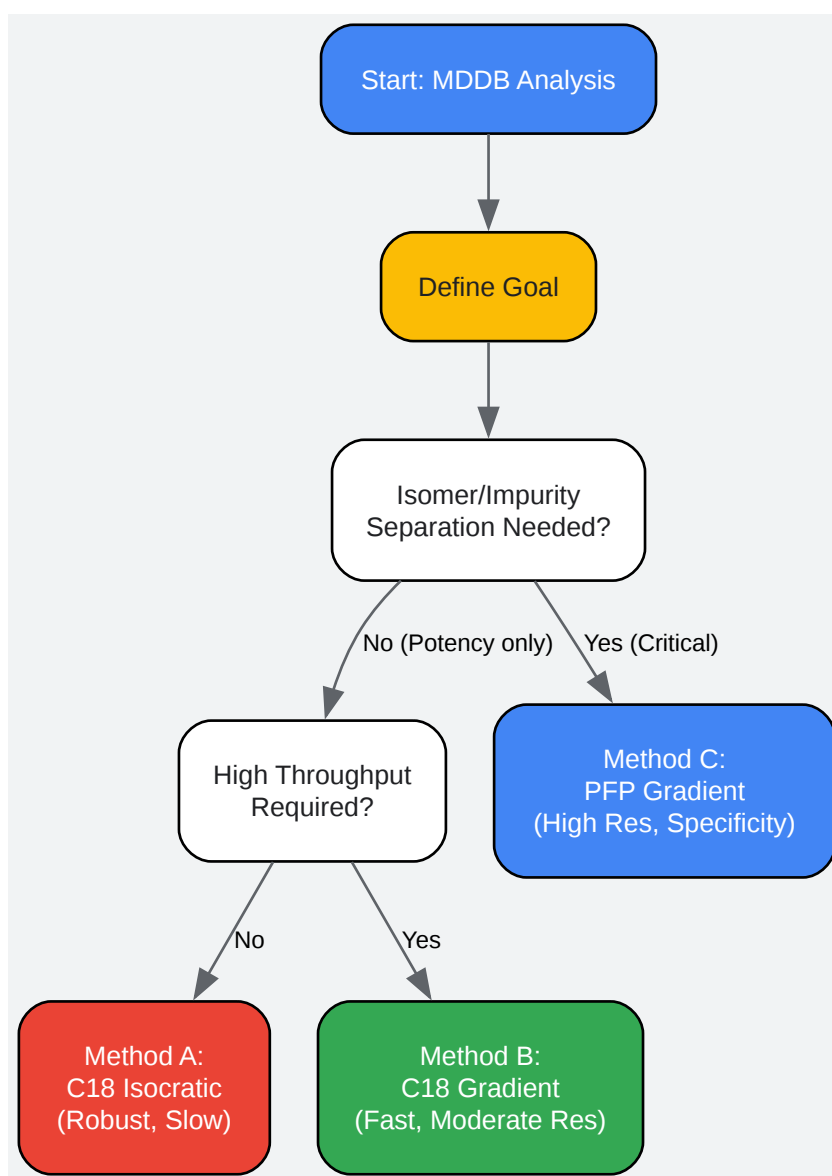 Start: MDDB Analysis
Define Goal
Isomer/Impurity
Separation Needed?
No (Potency only)
Yes (Critical)
High Throughput
Required?
Method C:
PFP Gradient
(High Res, Specificity)
No
Yes
Method A:
C18 Isocratic
(Robust, Slow)
Method B:
C18 Gradient
(Fast, Moderate Res)